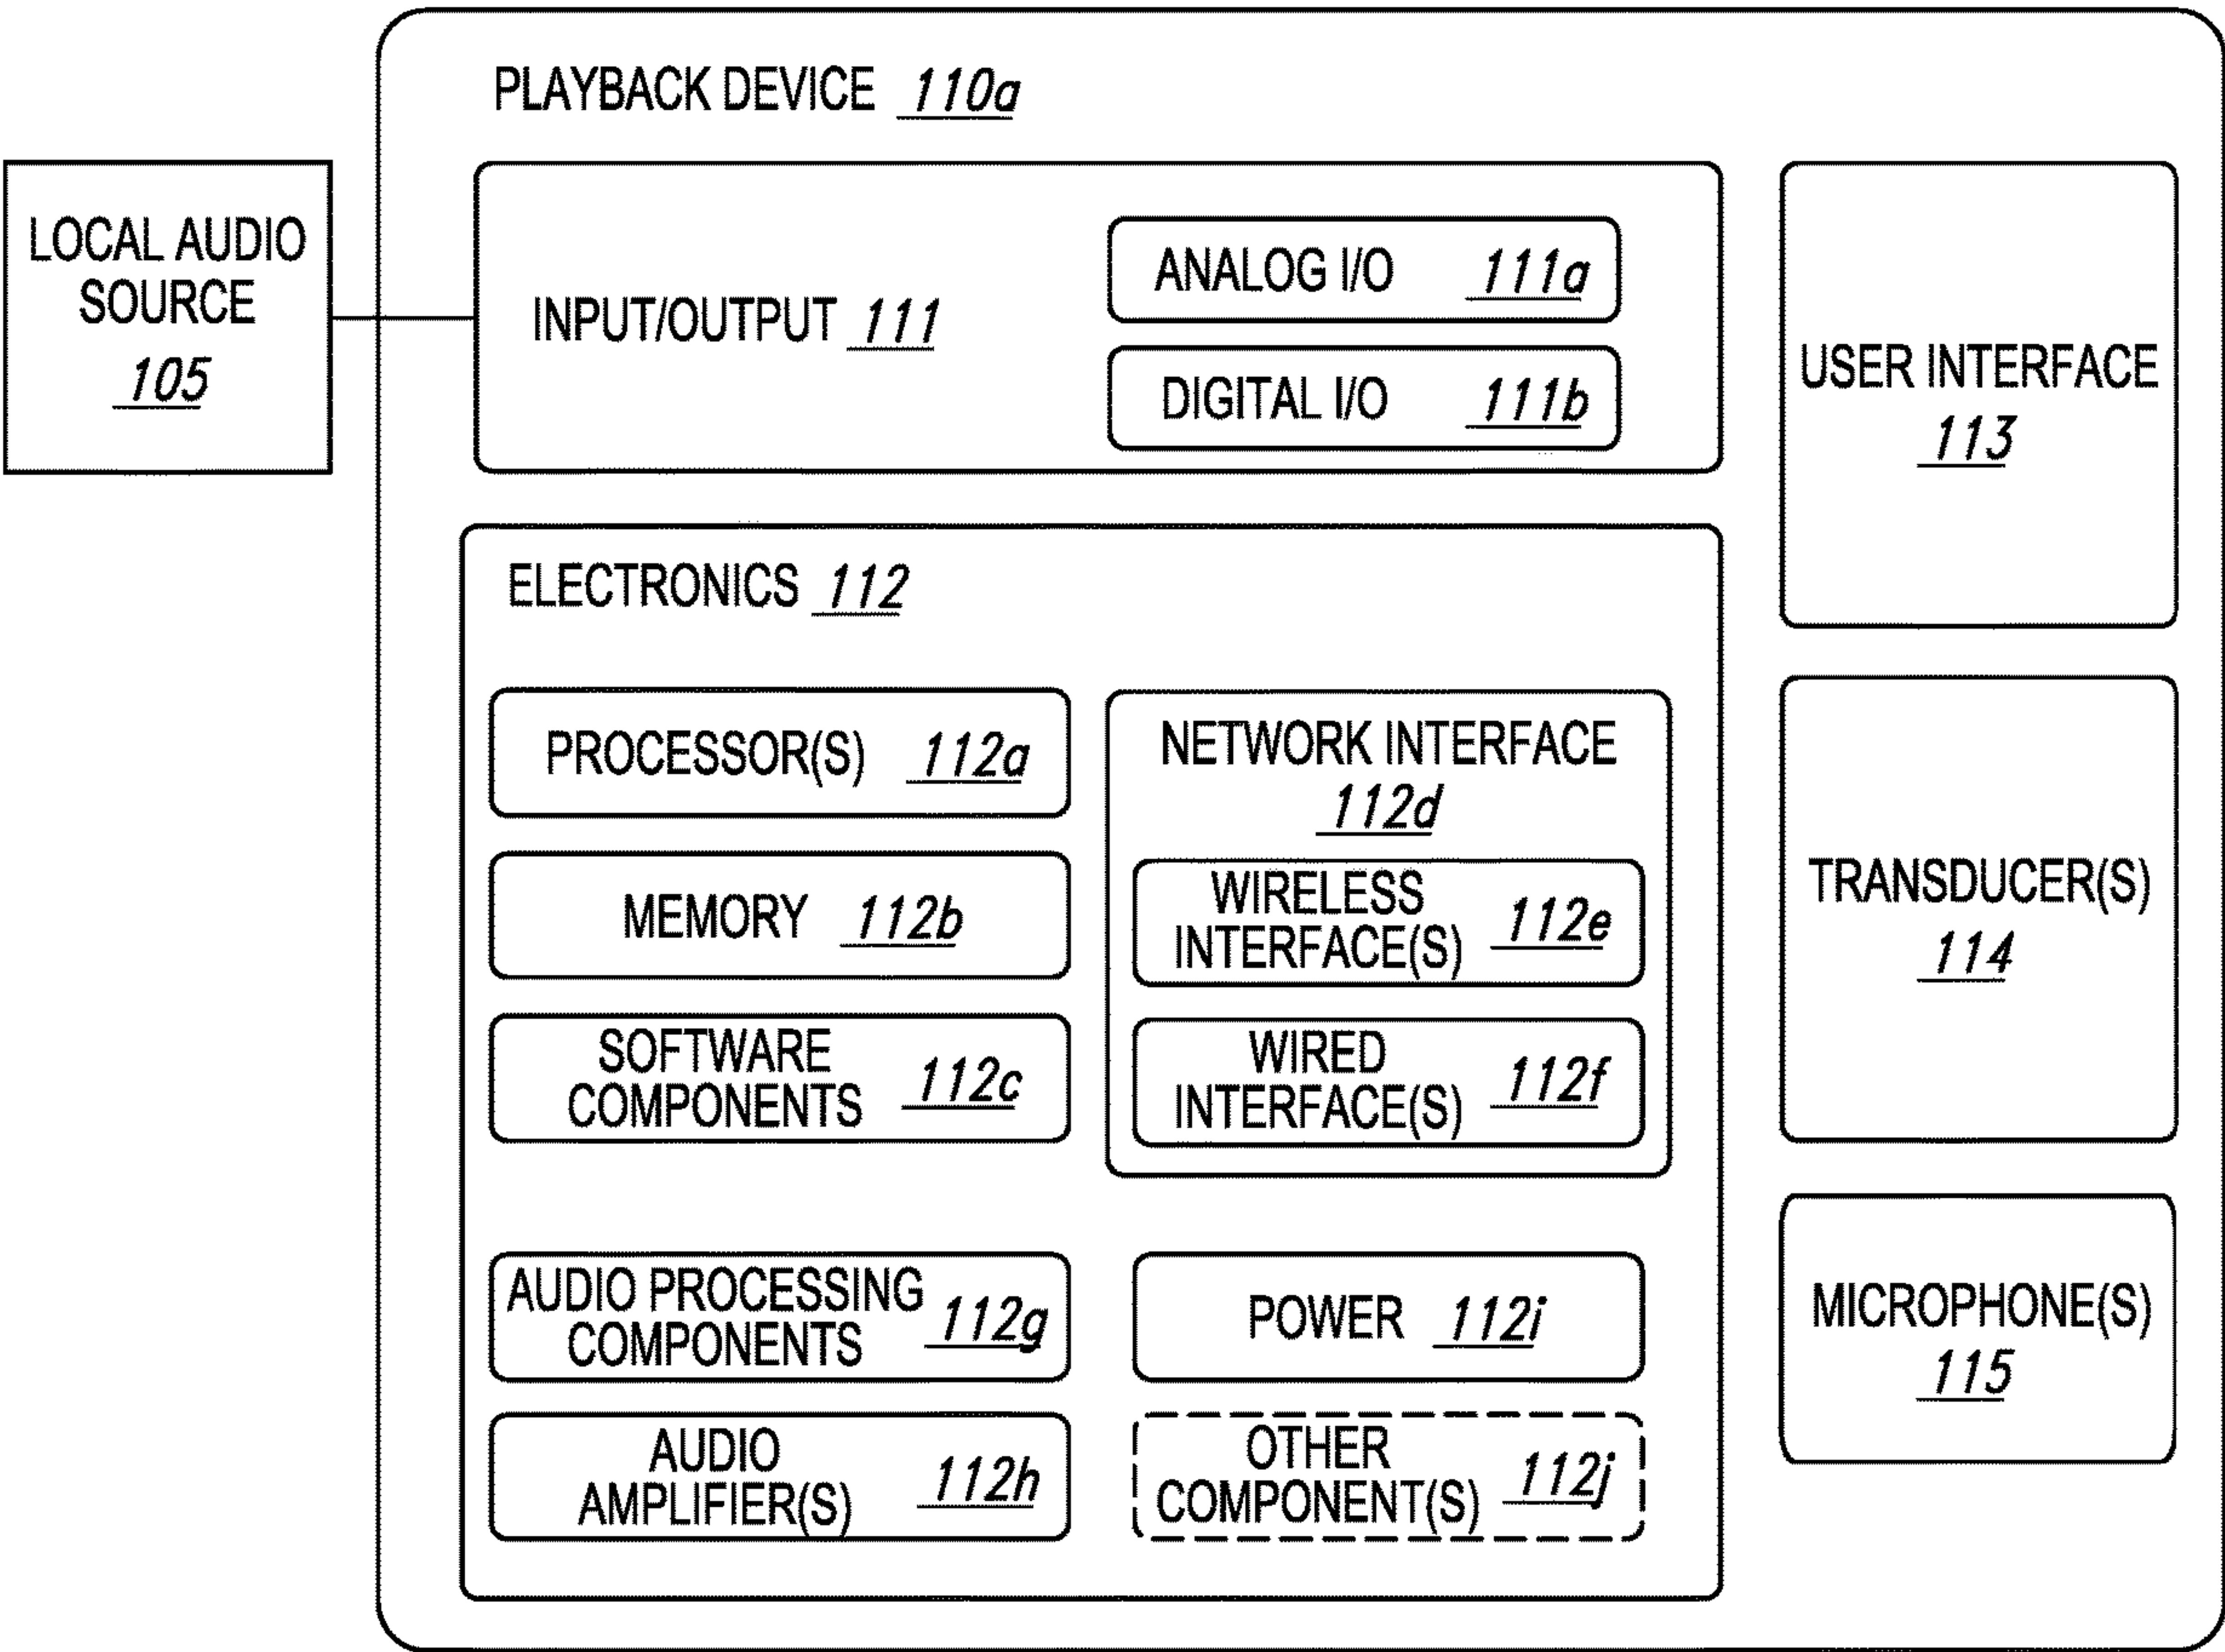 PLAYBACK DEVICE 110a
LOCAL AUDIO
SOURCE
105
INPUT/OUTPUT 111
ANALOG I/O 111a
DIGITAL I/O 111b
USER INTERFACE
113
ELECTRONICS 112
PROCESSOR(S) 112a
MEMORY 112b
SOFTWARE
COMPONENTS 112c
NETWORK INTERFACE
112d
WIRELESS
INTERFACE(S) 112e
WIRED
INTERFACE(S) 112f
AUDIO PROCESSING
COMPONENTS 112g
AUDIO
AMPLIFIER(S) 112h
POWER 112i
OTHER
COMPONENT(S) 112j
TRANSDUCER(S)
114
MICROPHONE(S)
115